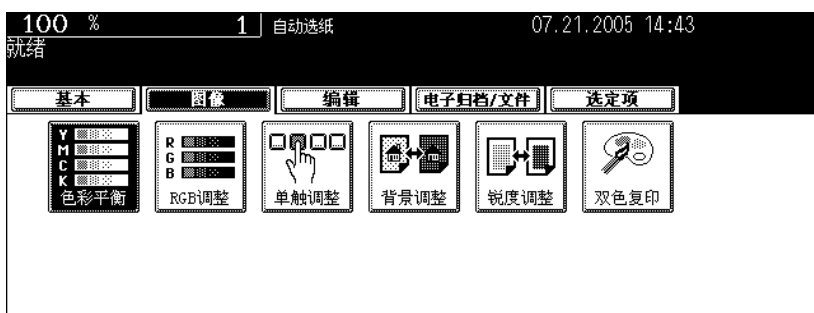 100 % 1 自动选纸 07.21.2005 14:43
就绪
基本 图像 编辑 电子归档/文件 选定项
Y
M
C
K
色彩平衡
R
G
B
RGB调整
单触调整
背景调整
锐度调整
双色复印